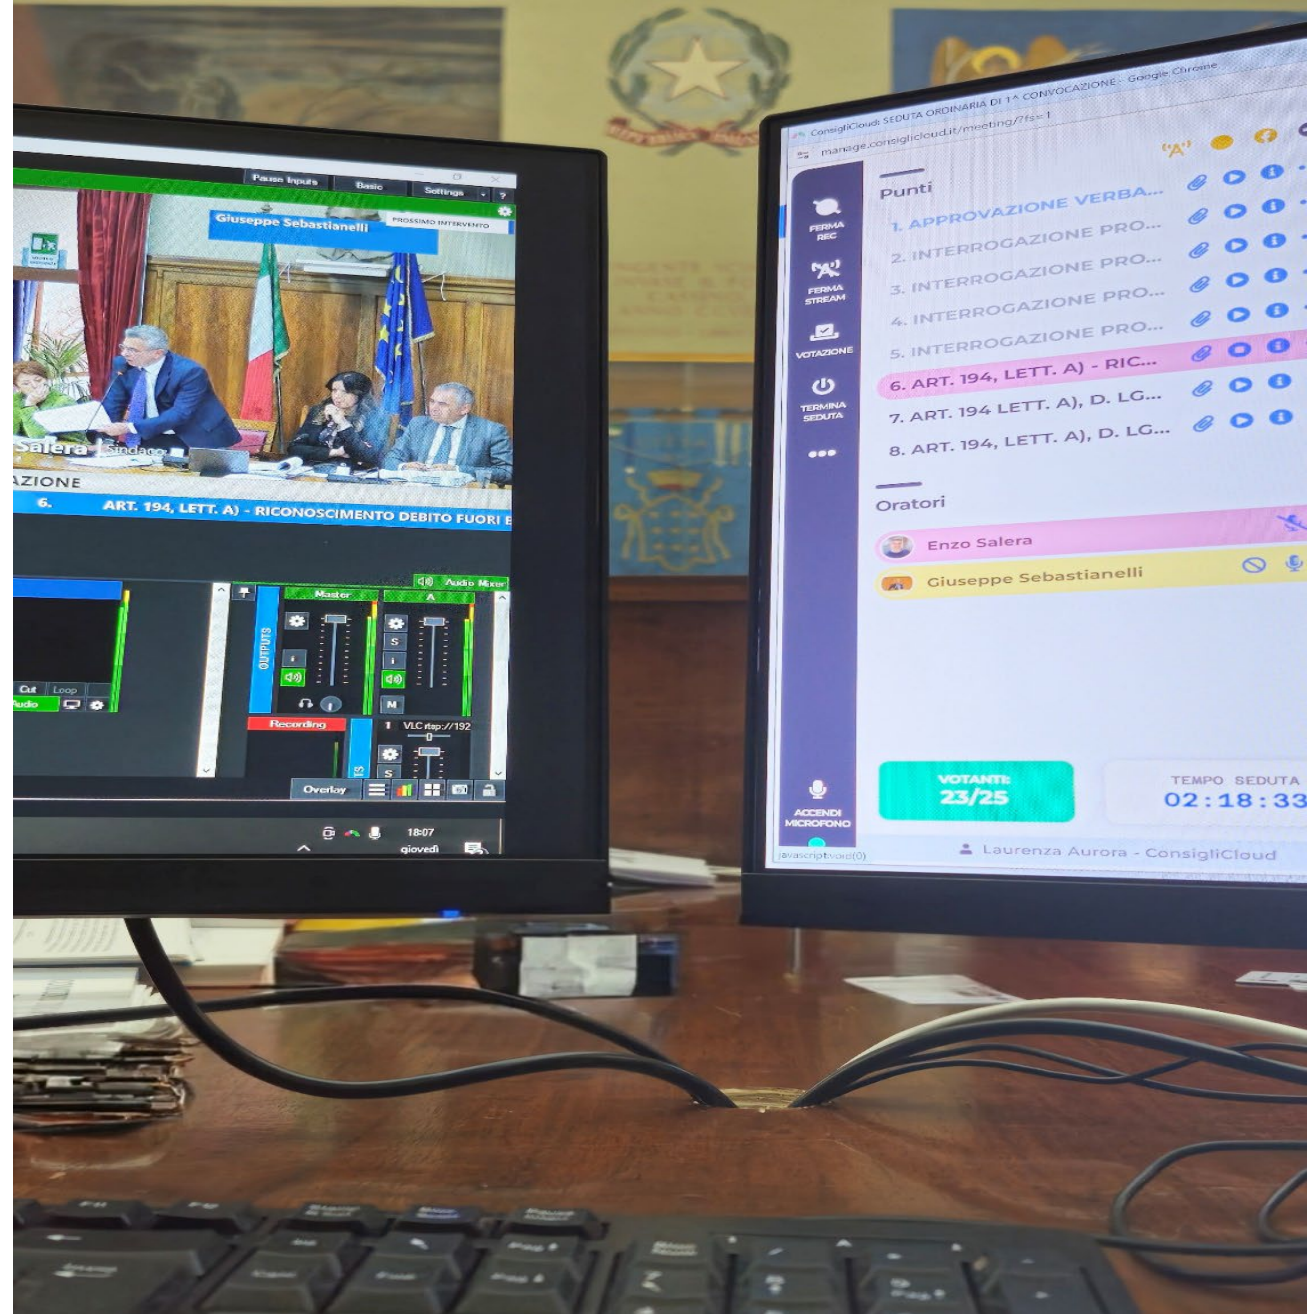 Pause Inputs Basic Settings ?
Giuseppe Sebastianelli
PROSSIMO INTERVENTO
Salera Sindaco
AZIONE
6. ART. 194, LETT. A) - RICONOSCIMENTO DEBITO FUORI
Audio Mixer
Master A
OUTPUTS
S
M
Cut Loop
Audio
Recording
1 VLC rtsp://192
S
Overlay
18:07
giovedì
ConsigliCloud: SEDUTA ORDINARIA DI 1^ CONVOCAZIONE - Google Chrome
manage.consiglicloud.it/meeting/?fs=1
FERMA REC
FERMA STREAM
VOTAZIONE
TERMINA SEDUTA
ACCENDI MICROFONO
javascript:void(0)
Punti
1. APPROVAZIONE VERBA...
2. INTERROGAZIONE PRO...
3. INTERROGAZIONE PRO...
4. INTERROGAZIONE PRO...
5. INTERROGAZIONE PRO...
6. ART. 194, LETT. A) - RIC...
7. ART. 194 LETT. A), D. LG...
8. ART. 194, LETT. A), D. LG...
Oratori
Enzo Salera
Giuseppe Sebastianelli
VOTANTI:
23/25
TEMPO SEDUTA
02:18:33
Laurenza Aurora - ConsigliCloud